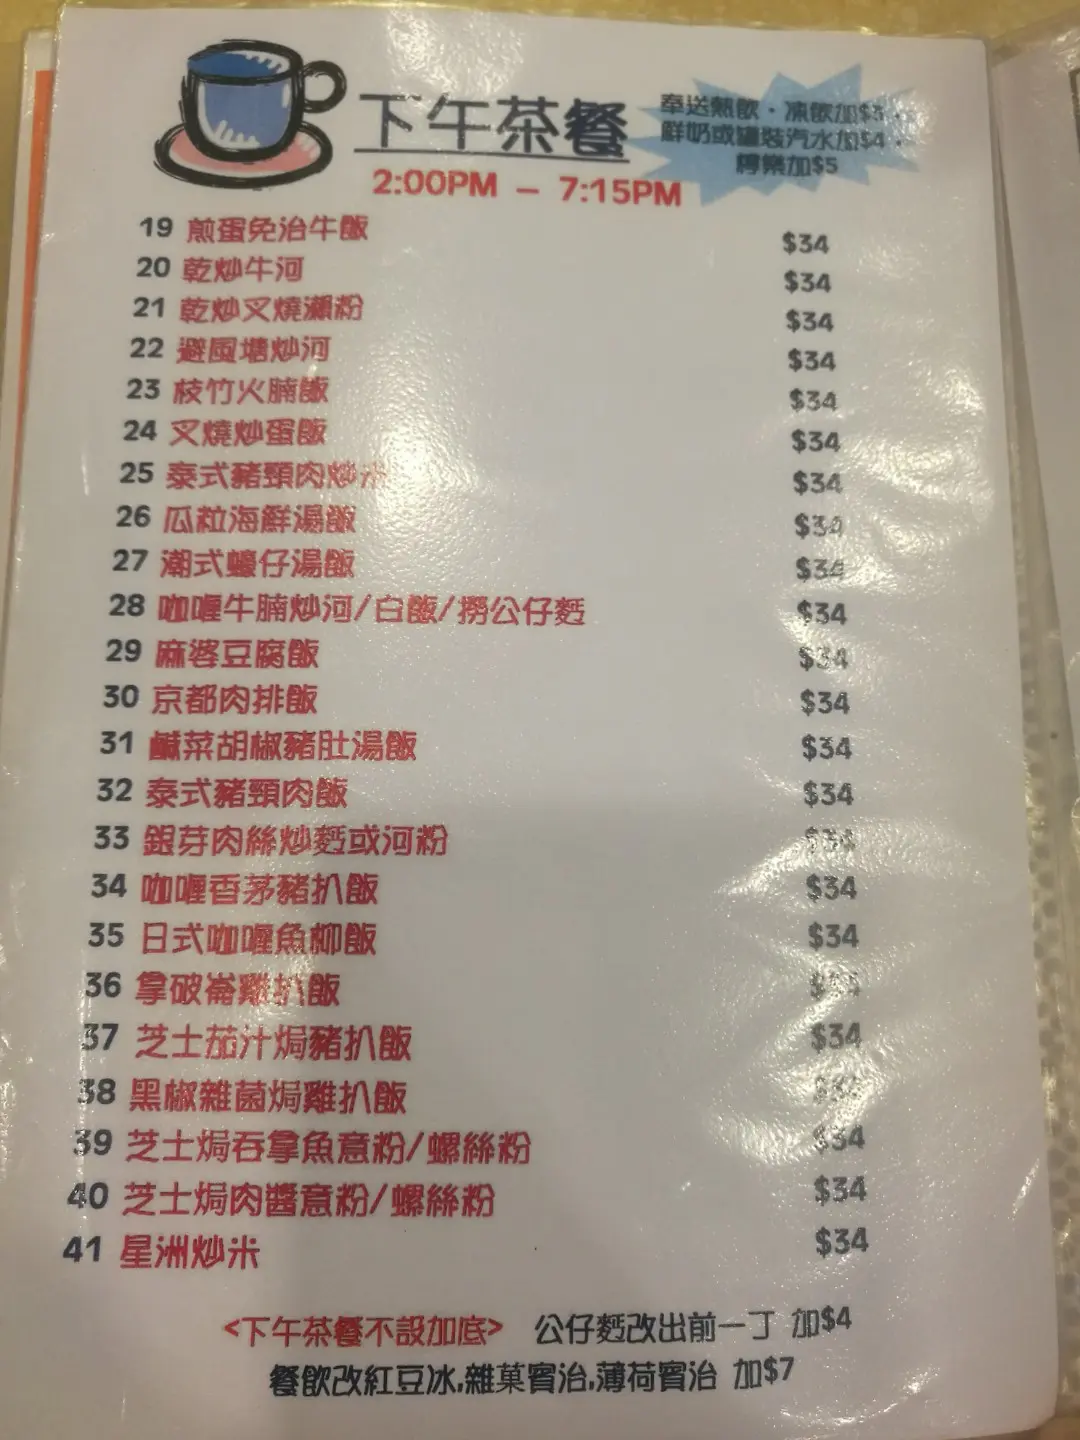 下午茶餐
奉送熱飲·凍飲加$3·
鮮奶或罐裝汽水加$4·
檸樂加$5
2:00PM - 7:15PM
19 煎蛋免治牛飯 $34
20 乾炒牛河 $34
21 乾炒叉燒瀨粉 $34
22 避風塘炒河 $34
23 枝竹火腩飯 $34
24 叉燒炒蛋飯 $34
25 泰式豬頸肉炒米 $34
26 瓜粒海鮮湯飯 $34
27 潮式蠔仔湯飯 $34
28 咖喱牛腩炒河/白飯/撈公仔麵 $34
29 麻婆豆腐飯 $34
30 京都肉排飯 $34
31 鹹菜胡椒豬肚湯飯 $34
32 泰式豬頸肉飯 $34
33 銀芽肉絲炒麵或河粉 $34
34 咖喱香茅豬扒飯 $34
35 日式咖喱魚柳飯 $34
36 拿破崙雞扒飯
37 芝士茄汁焗豬扒飯 $34
38 黑椒雜菌焗雞扒飯 $34
39 芝士焗吞拿魚意粉/螺絲粉 $34
40 芝士焗肉醬意粉/螺絲粉 $34
41 星洲炒米 $34
<下午茶餐不設加底> 公仔麵改出前一丁 加$4
餐飲改紅豆冰,雜菓賓治,薄荷賓治 加$7